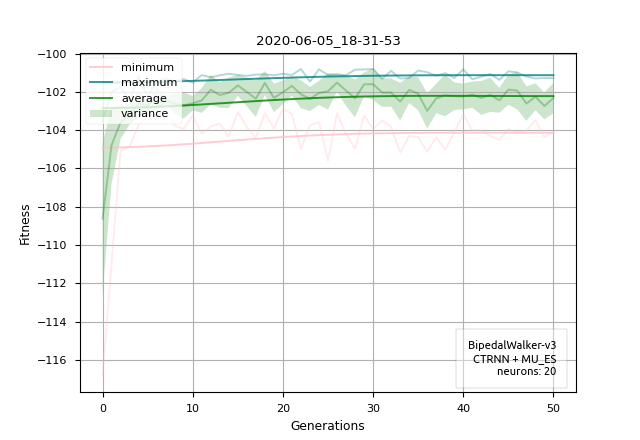 2020-06-05_18-31-53
−100
−102
−104
−106
−108
−110
−112
−114
−116
Fitness
minimum
maximum
average
variance
BipedalWalker-v3
CTRNN + MU_ES
neurons: 20
0
10
20
30
40
50
Generations